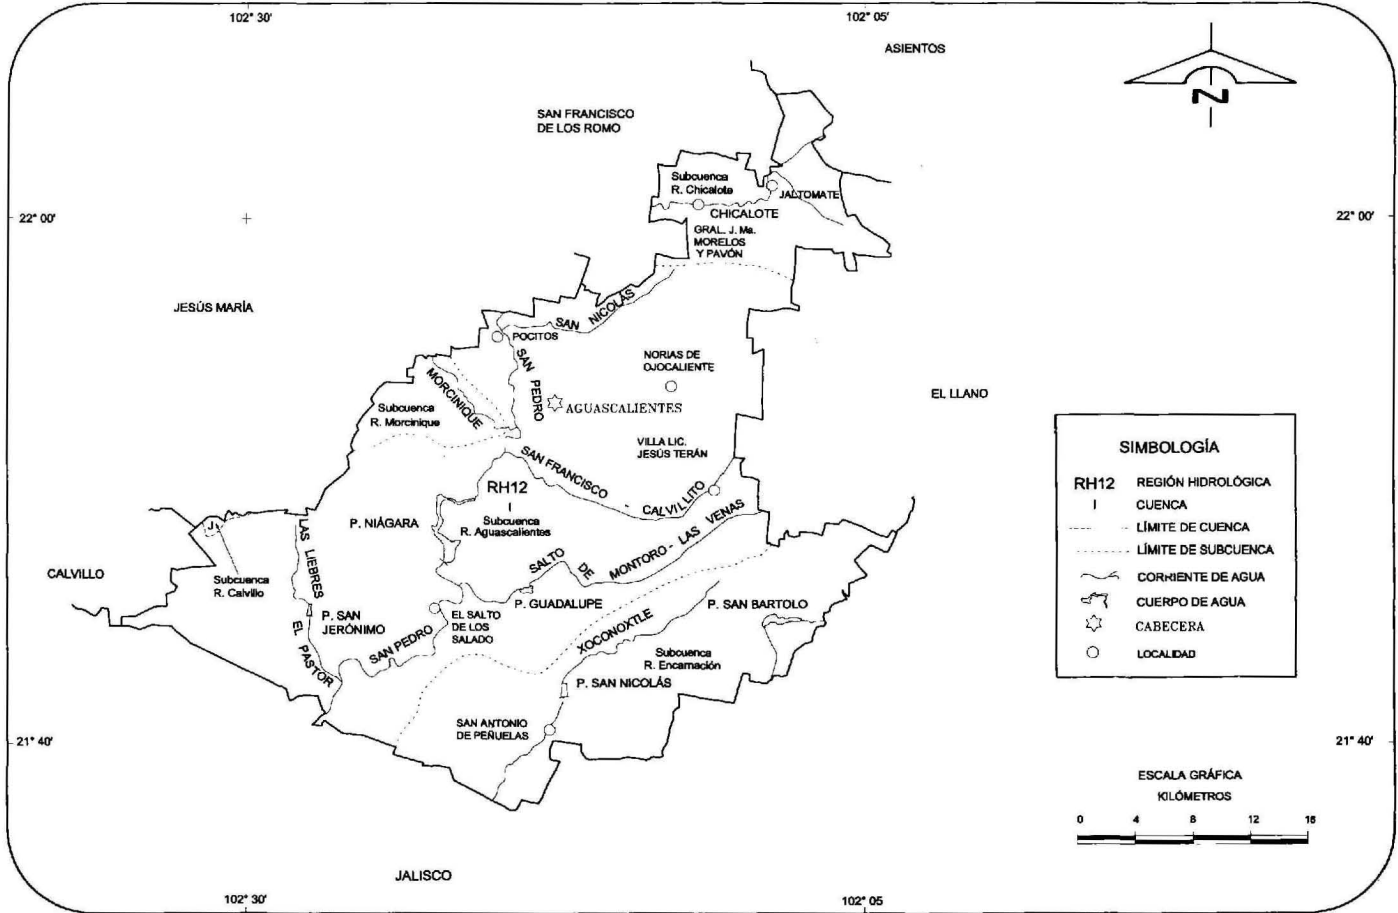 102° 30'
102° 05'
ASIENTOS
SAN FRANCISCO
DE LOS ROMO
N
Subcuenca
R. Chicalote
JALTOMATE
CHICALOTE
22° 00'
22° 00'
GRAL. J. Ma.
MORELOS
Y PAVÓN
JESÚS MARÍA
SAN NICOLÁS
POCITOS
SAN PEDRO
NORIAS DE
OJOCALIENTE
MORCINIQUE
EL LLANO
AGUASCALIENTES
Subcuenca
R. Morcinique
VILLA LIC.
JESÚS TERÁN
SAN FRANCISCO
RH12
I
Subcuenca
R. Aguascalientes
CALVILLITO
P. NIÁGARA
LAS LIEBRES
J
SALTO DE MONTORO - LAS VENAS
CALVILLO
Subcuenca
R. Calvillo
P. GUADALUPE
P. SAN BARTOLO
P. SAN
JERÓNIMO
EL SALTO
DE LOS
SALADO
XOCONOXTLE
EL PASTOR
SAN PEDRO
Subcuenca
R. Encarnación
P. SAN NICOLÁS
SAN ANTONIO
DE PEÑUELAS
21° 40'
21° 40'
JALISCO
102° 30'
102° 05'
SIMBOLOGÍA
RH12 REGIÓN HIDROLÓGICA
I CUENCA
LÍMITE DE CUENCA
LÍMITE DE SUBCUENCA
CORRIENTE DE AGUA
CUERPO DE AGUA
CABECERA
LOCALIDAD
ESCALA GRÁFICA
KILÓMETROS
0 4 8 12 16